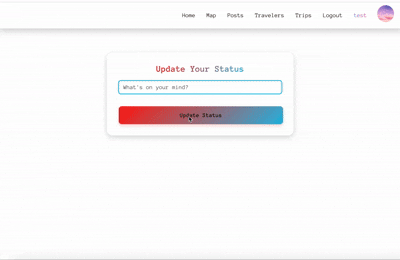 Home Map Posts Travelers Trips Logout test
Update Your Status
What's on your mind?
Update Status